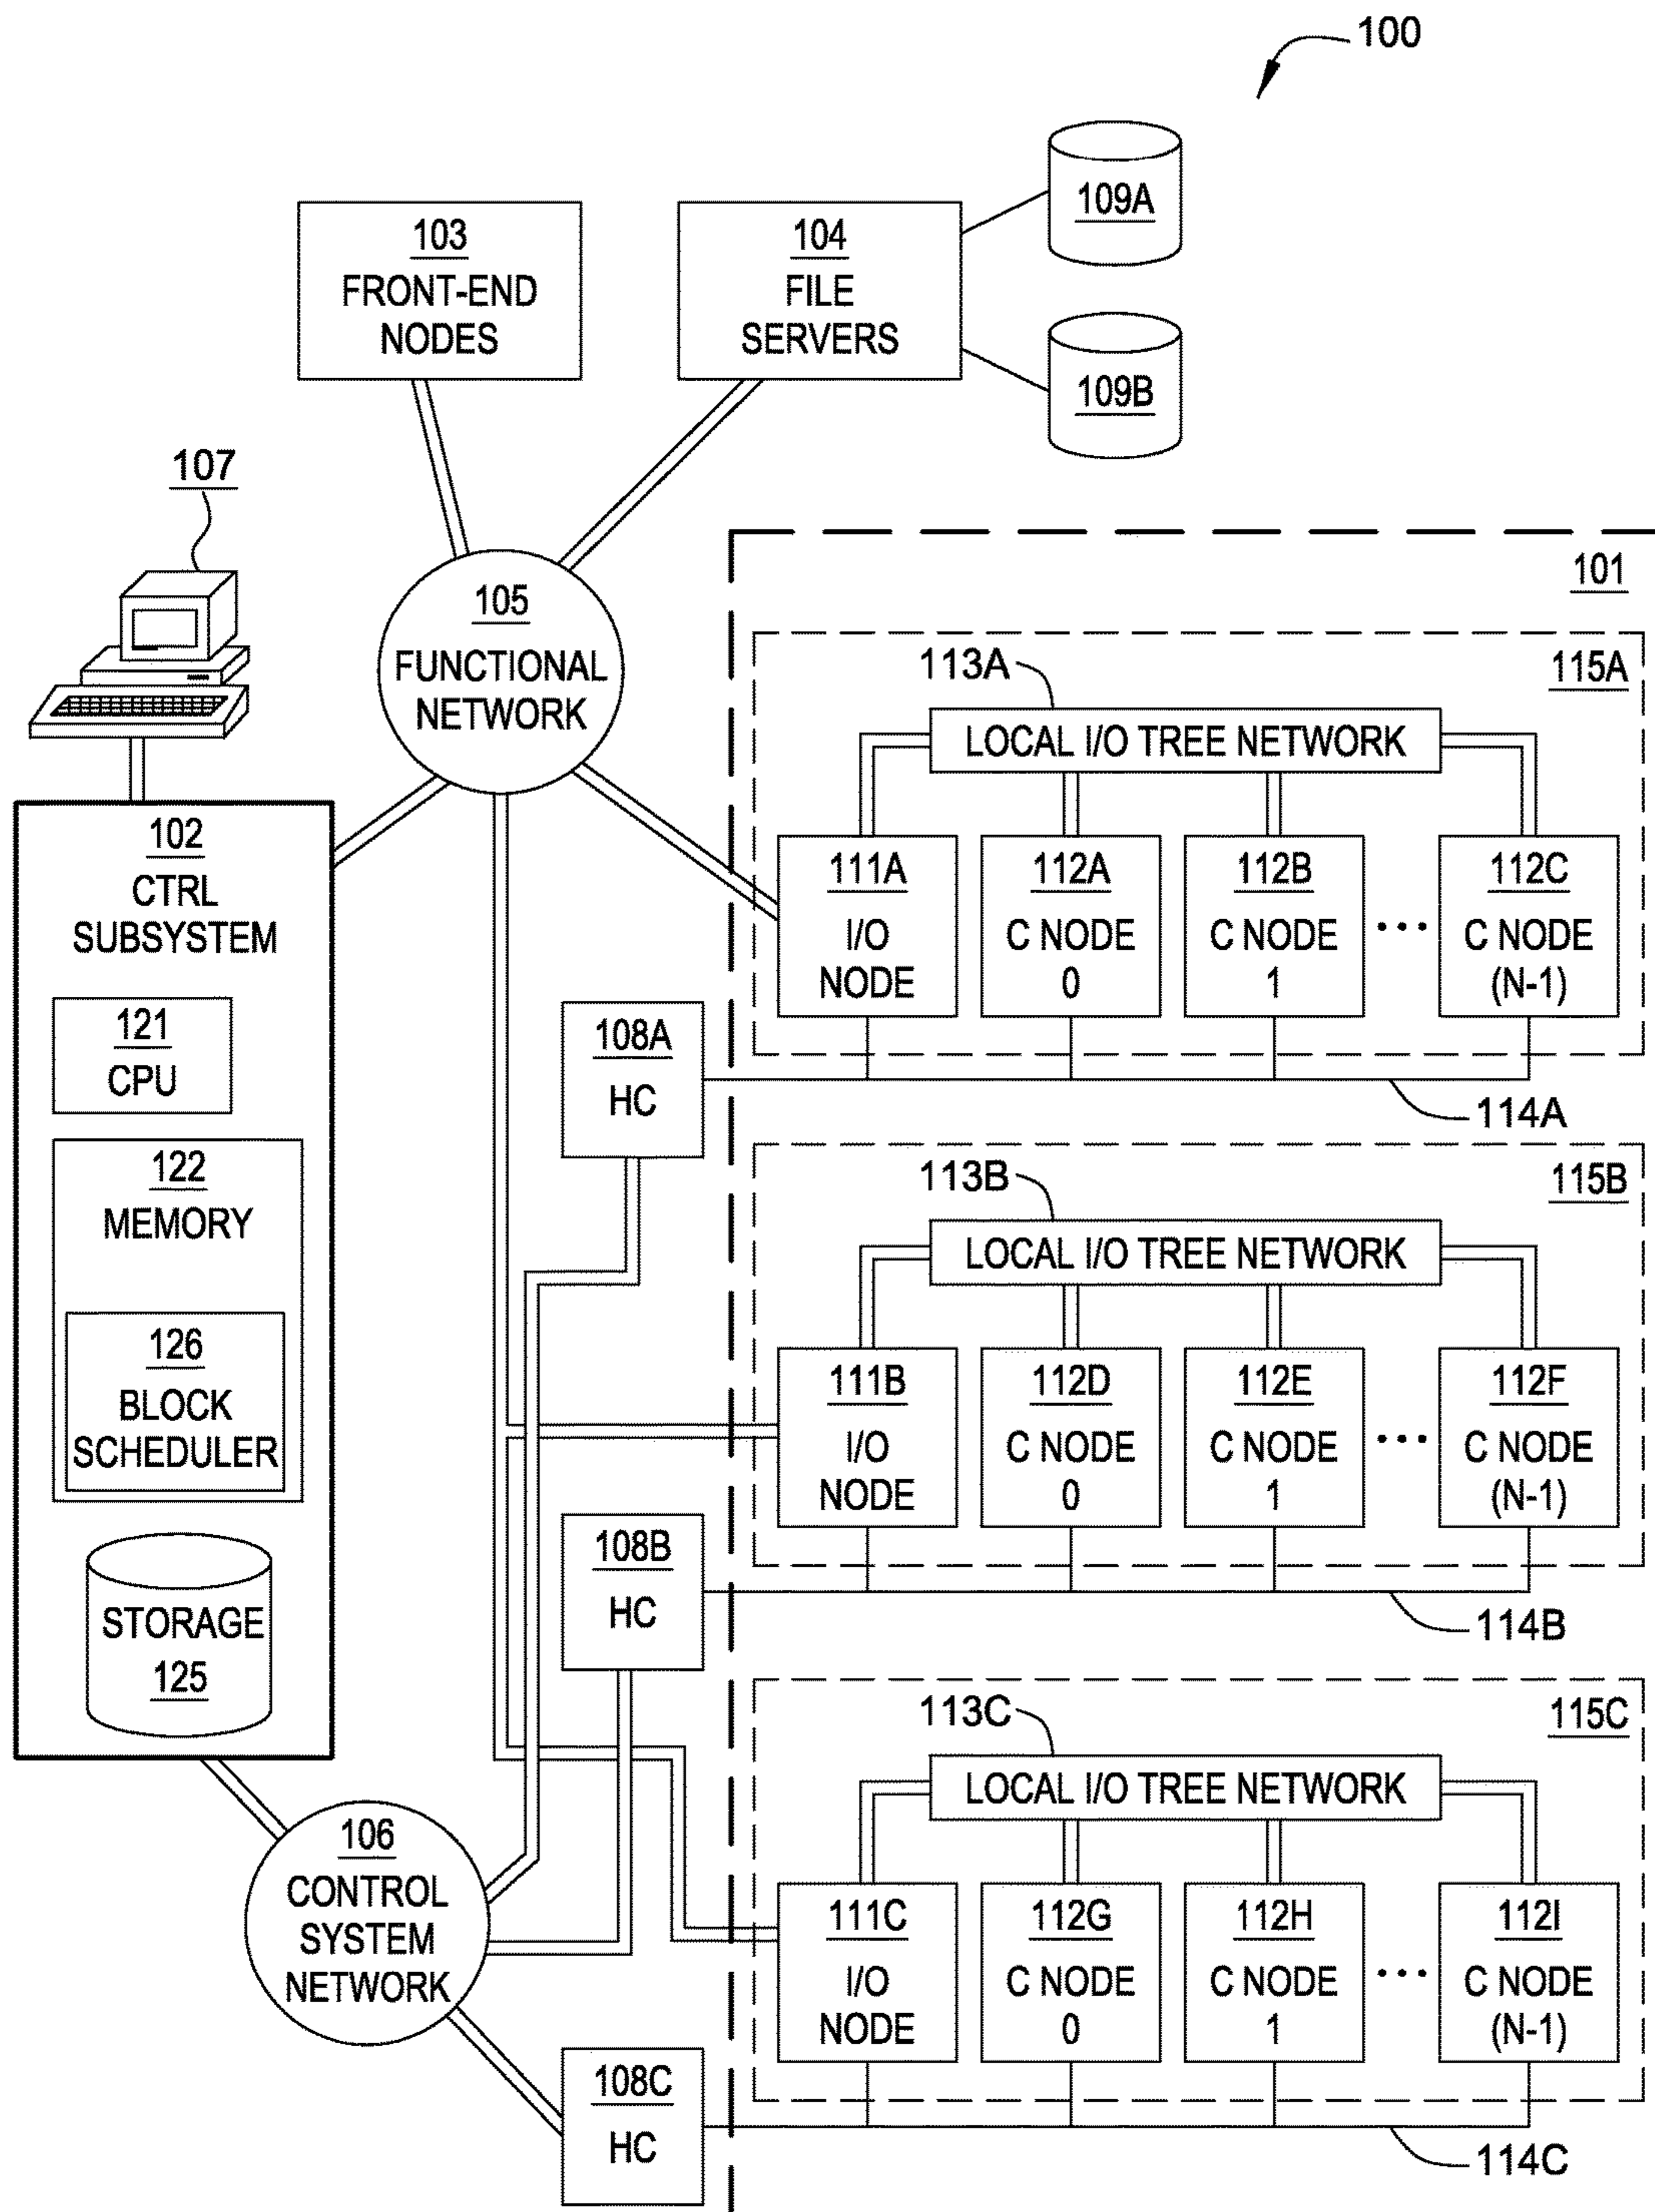 100
109A
103
FRONT-END
NODES
104
FILE
SERVERS
109B
107
105
FUNCTIONAL
NETWORK
101
102
CTRL
SUBSYSTEM
121
CPU
122
MEMORY
126
BLOCK
SCHEDULER
STORAGE
125
106
CONTROL
SYSTEM
NETWORK
108A
HC
108B
HC
108C
HC
115A
113A
LOCAL I/O TREE NETWORK
111A
I/O
NODE
112A
C NODE
0
112B
C NODE
1
•••
112C
C NODE
(N-1)
114A
115B
113B
LOCAL I/O TREE NETWORK
111B
I/O
NODE
112D
C NODE
0
112E
C NODE
1
•••
112F
C NODE
(N-1)
114B
115C
113C
LOCAL I/O TREE NETWORK
111C
I/O
NODE
112G
C NODE
0
112H
C NODE
1
•••
112I
C NODE
(N-1)
114C